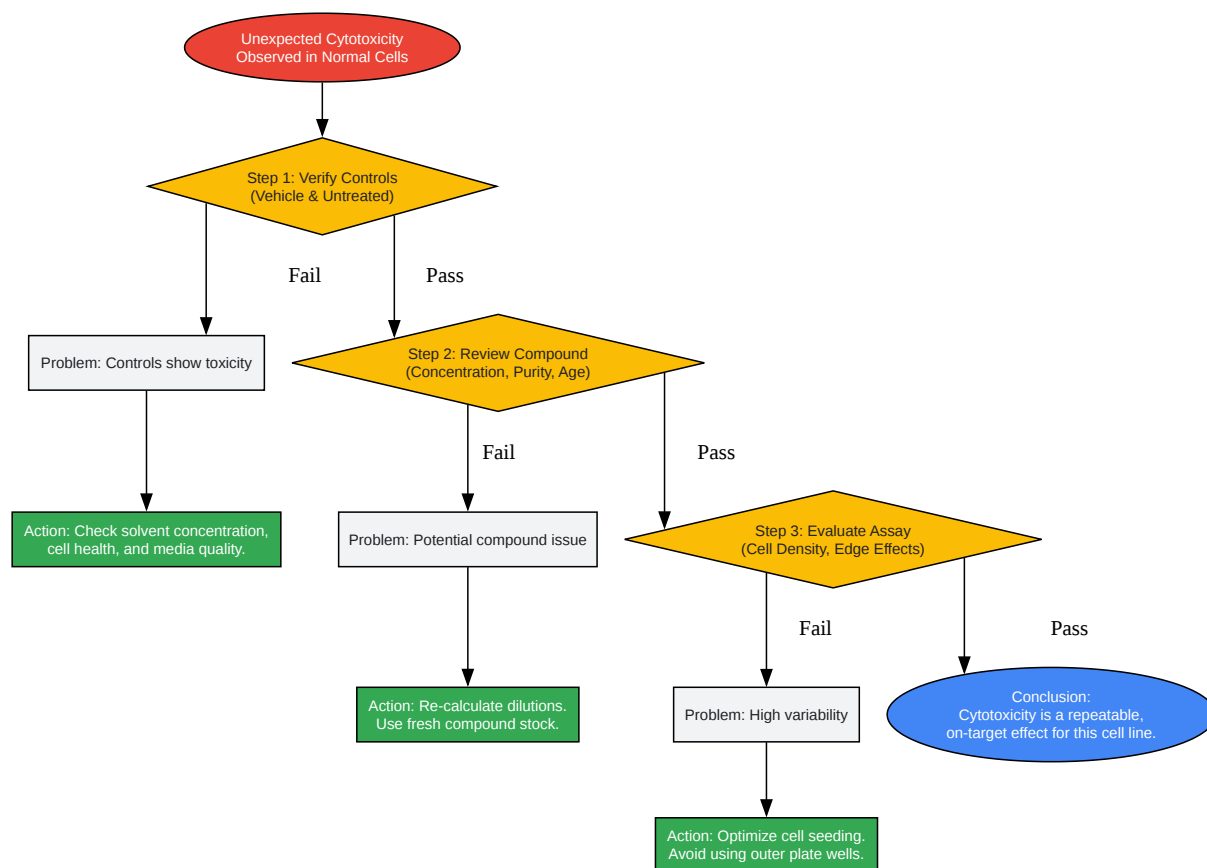 Unexpected Cytotoxicity
Observed in Normal Cells
Step 1: Verify Controls
(Vehicle & Untreated)
Fail
Pass
Problem: Controls show toxicity
Step 2: Review Compound
(Concentration, Purity, Age)
Fail
Pass
Action: Check solvent concentration,
cell health, and media quality.
Problem: Potential compound issue
Step 3: Evaluate Assay
(Cell Density, Edge Effects)
Fail
Pass
Action: Re-calculate dilutions.
Use fresh compound stock.
Problem: High variability
Conclusion:
Cytotoxicity is a repeatable,
on-target effect for this cell line.
Action: Optimize cell seeding.
Avoid using outer plate wells.